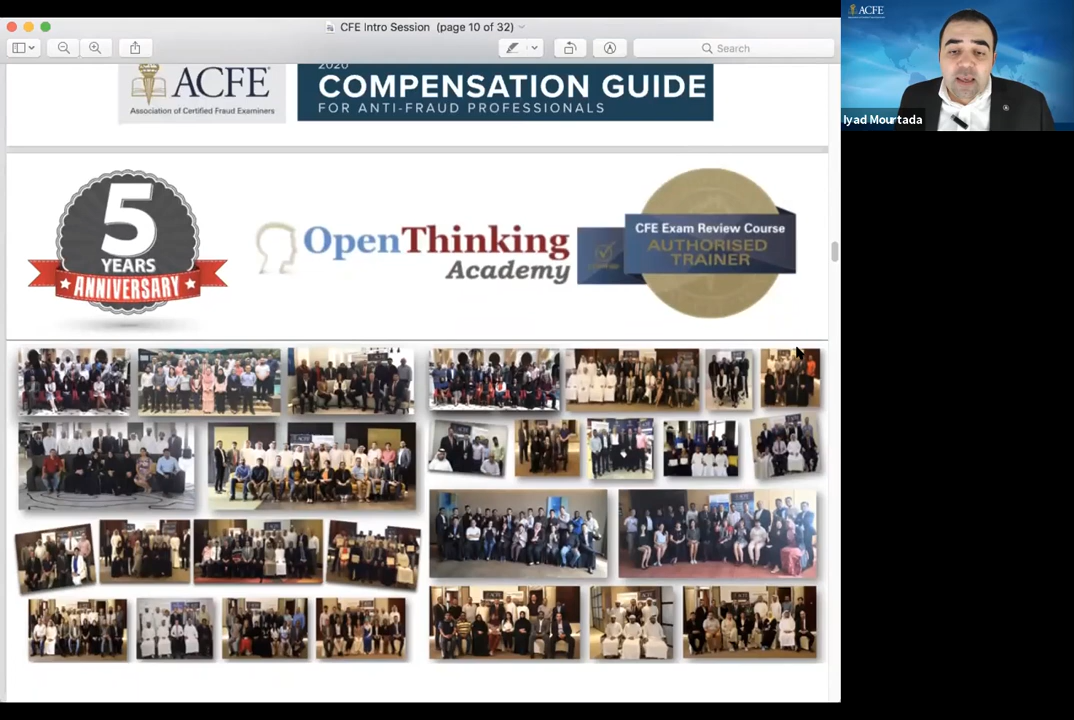 CFE Intro Session (page 10 of 32)
Search
ACFE
Iyad Mourtada
ACFE
Association of Certified Fraud Examiners
2020
COMPENSATION GUIDE
FOR ANTI-FRAUD PROFESSIONALS
5
YEARS
ANNIVERSARY
OpenThinking
Academy
CFE Exam Review Course
AUTHORISED
TRAINER